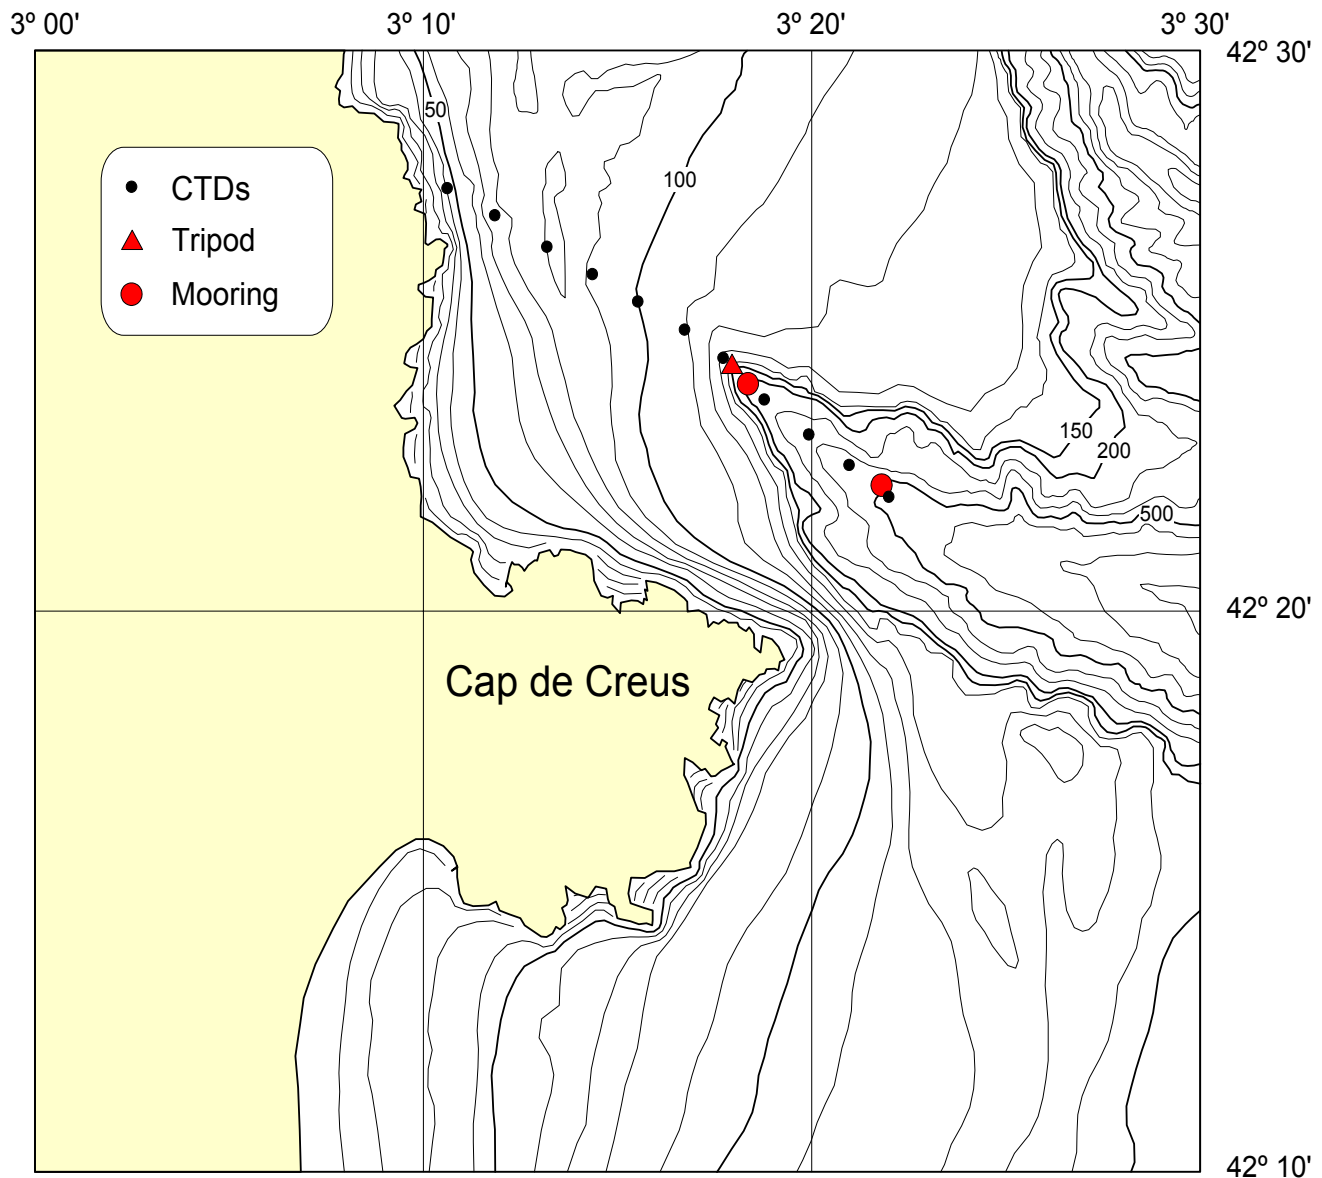 3º 00' 3º 10' 3º 20' 3º 30'
42º 30'
50
100
CTDs
Tripod
Mooring
150
200
500
42º 20'
Cap de Creus
42º 10'